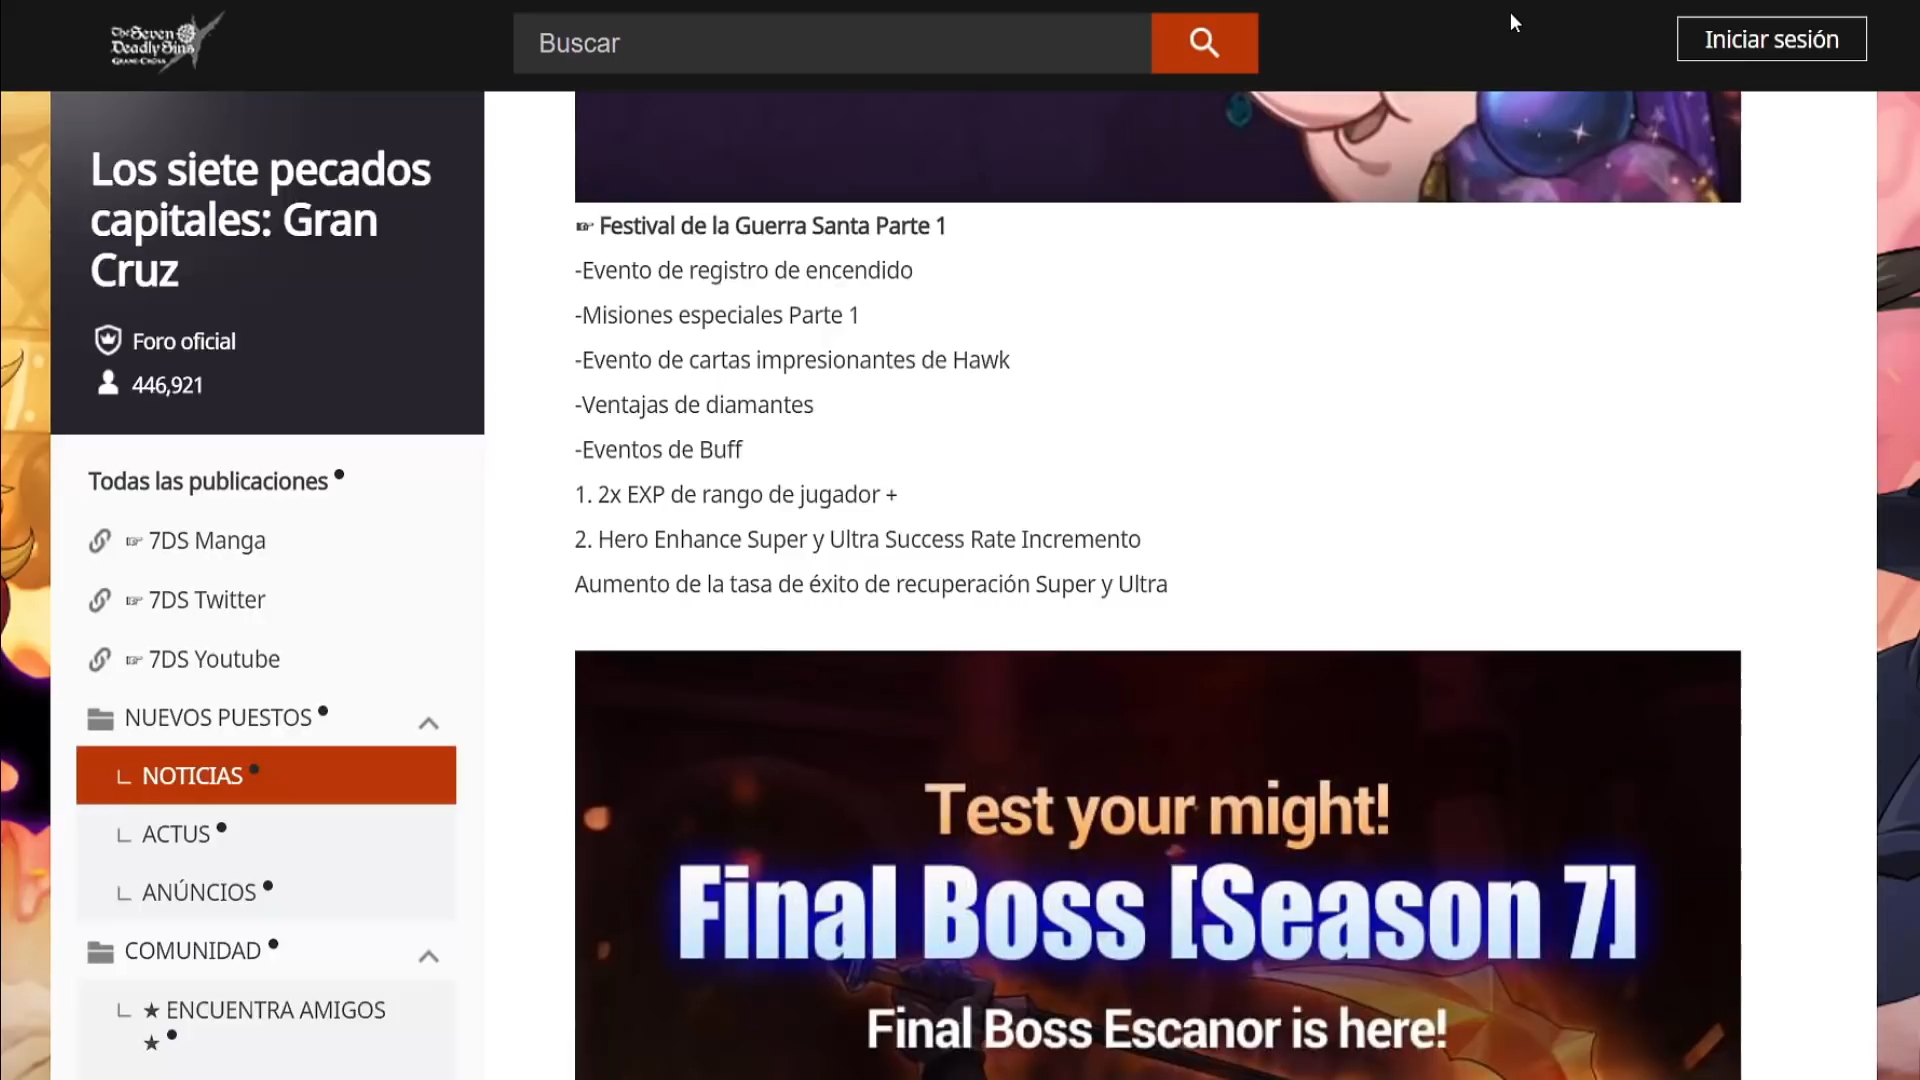 The Seven
Deadly Sins
GRAND CROSS
Buscar
Iniciar sesión
Los siete pecados
capitales: Gran
Cruz
Foro oficial
446,921
Todas las publicaciones
☞ 7DS Manga
☞ 7DS Twitter
☞ 7DS Youtube
NUEVOS PUESTOS
NOTICIAS
ACTUS
ANÚNCIOS
COMUNIDAD
★ ENCUENTRA AMIGOS
★
☞ Festival de la Guerra Santa Parte 1
-Evento de registro de encendido
-Misiones especiales Parte 1
-Evento de cartas impresionantes de Hawk
-Ventajas de diamantes
-Eventos de Buff
1. 2x EXP de rango de jugador +
2. Hero Enhance Super y Ultra Success Rate Incremento
Aumento de la tasa de éxito de recuperación Super y Ultra
Test your might!
Final Boss [Season 7]
Final Boss Escanor is here!